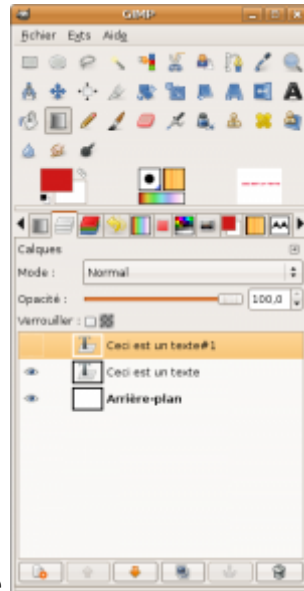 GIMP
Fichier Exts Aide
Calques
Mode : Normal
Opacité : 100,0
Verrouiller :
Ceci est un texte#1
Ceci est un texte
Arrière-plan